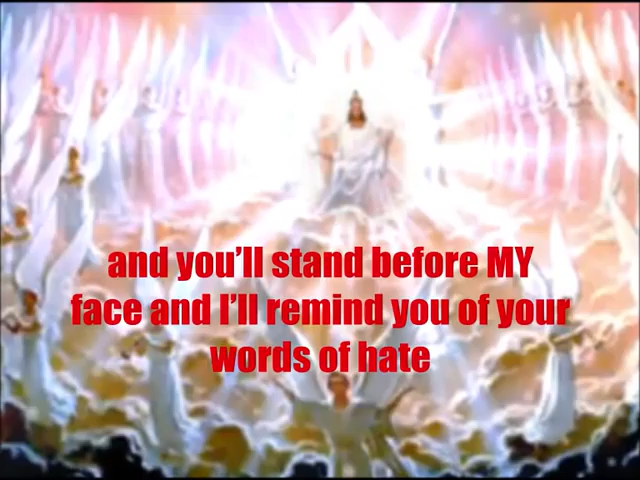 and you’ll stand before MY
face and I’ll remind you of your
words of hate